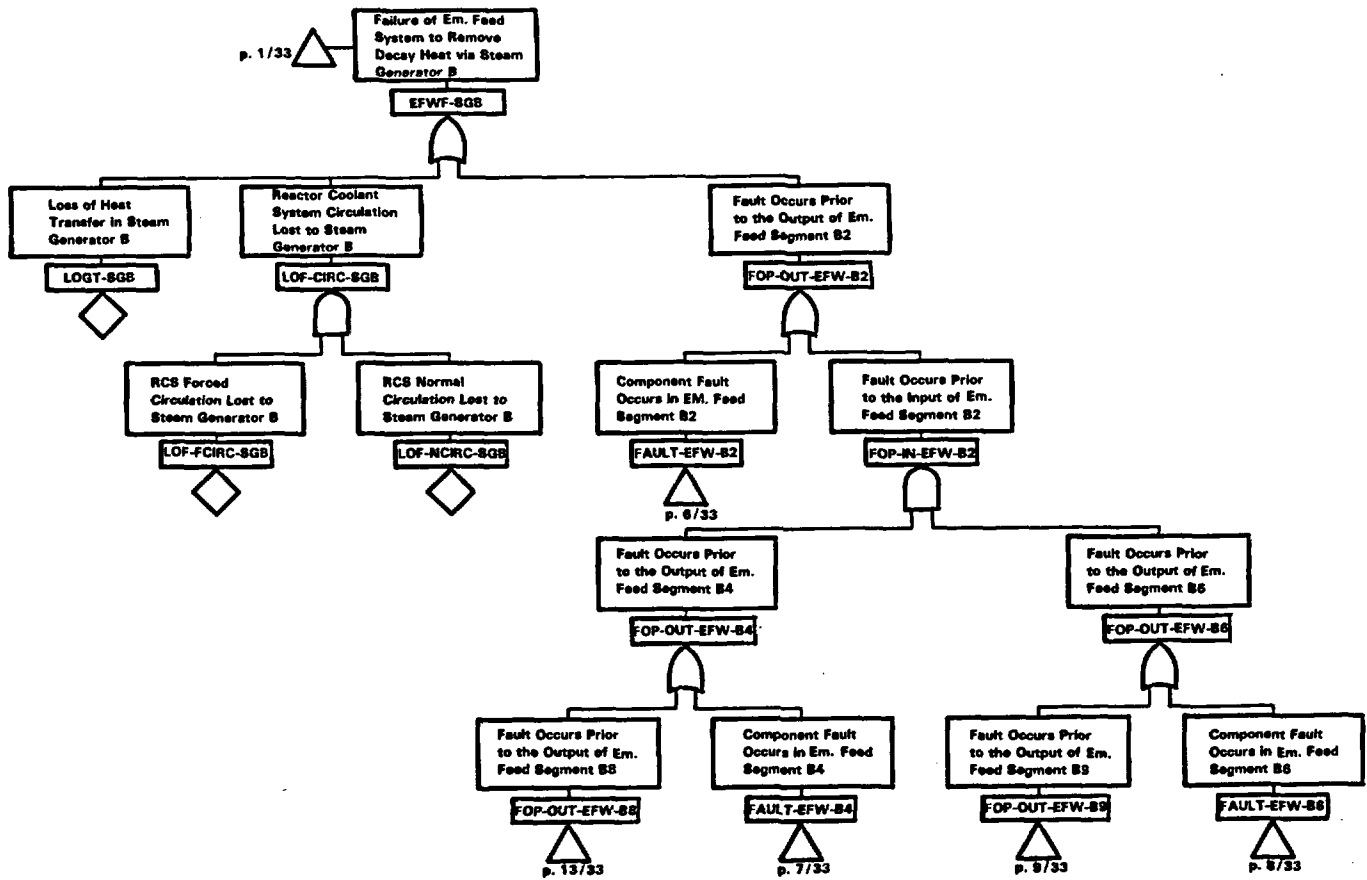 Failure of Em. Feed
System to Remove
Decay Heat via Steam
Generator B
p. 1/33
EFWF-SGB
Loss of Heat
Transfer in Steam
Generator B
LOGT-SGB
Reactor Coolant
System Circulation
Lost to Steam
Generator B
LOF-CIRC-SGB
Fault Occurs Prior
to the Output of Em.
Feed Segment B2
FOP-OUT-EFW-B2
RCS Forced
Circulation Lost to
Steam Generator B
LOF-FCIRC-SGB
RCS Normal
Circulation Lost to
Steam Generator B
LOF-NCIRC-SGB
Component Fault
Occurs in EM. Feed
Segment B2
FAULT-EFW-B2
p. 6/33
Fault Occurs Prior
to the Input of Em.
Feed Segment B2
FOP-IN-EFW-B2
Fault Occurs Prior
to the Output of Em.
Feed Segment B4
FOP-OUT-EFW-B4
Fault Occurs Prior
to the Output of Em.
Feed Segment B6
FOP-OUT-EFW-B6
Fault Occurs Prior
to the Output of Em.
Feed Segment B8
FOP-OUT-EFW-B8
p. 13/33
Component Fault
Occurs in Em. Feed
Segment B4
FAULT-EFW-B4
p. 7/33
Fault Occurs Prior
to the Output of Em.
Feed Segment B9
FOP-OUT-EFW-B9
p. 9/33
Component Fault
Occurs in Em. Feed
Segment B6
FAULT-EFW-B6
p. 8/33